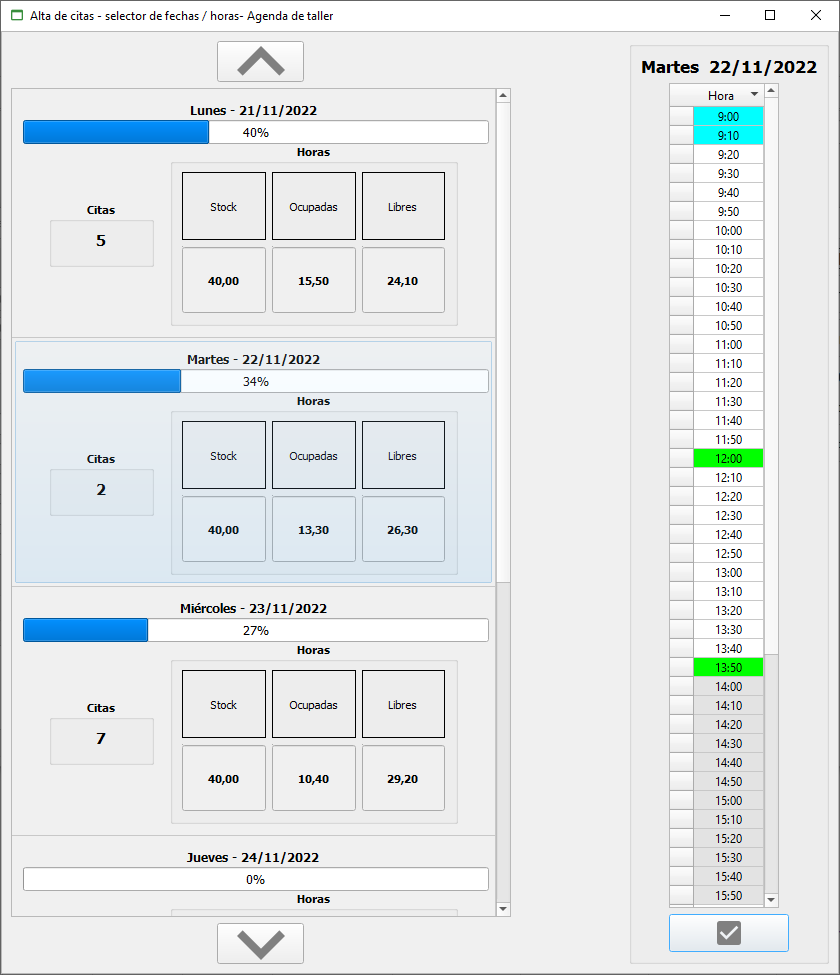 Alta de citas - selector de fechas / horas- Agenda de taller
Lunes - 21/11/2022
40%
Horas
Citas
5
Stock Ocupadas Libres
40,00 15,50 24,10
Martes - 22/11/2022
34%
Horas
Citas
2
Stock Ocupadas Libres
40,00 13,30 26,30
Miércoles - 23/11/2022
27%
Horas
Citas
7
Stock Ocupadas Libres
40,00 10,40 29,20
Jueves - 24/11/2022
0%
Horas
Martes 22/11/2022
Hora
9:00
9:10
9:20
9:30
9:40
9:50
10:00
10:10
10:20
10:30
10:40
10:50
11:00
11:10
11:20
11:30
11:40
11:50
12:00
12:10
12:20
12:30
12:40
12:50
13:00
13:10
13:20
13:30
13:40
13:50
14:00
14:10
14:20
14:30
14:40
14:50
15:00
15:10
15:20
15:30
15:40
15:50